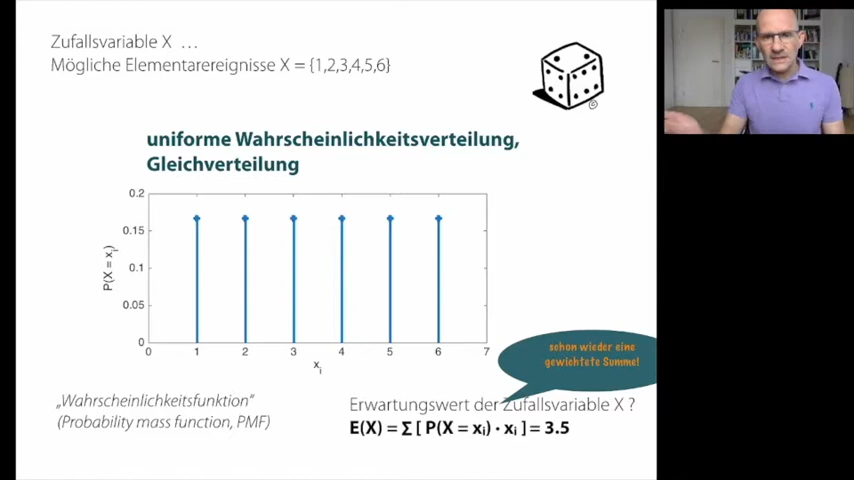 Zufallsvariable X …
Mögliche Elementarereignisse X = {1,2,3,4,5,6}
uniforme Wahrscheinlichkeitsverteilung,
Gleichverteilung
0.2
0.15
0.1
0.05
0
P(X = xi)
0 1 2 3 4 5 6 7
xi
schon wieder eine
gewichtete Summe!
„Wahrscheinlichkeitsfunktion“
(Probability mass function, PMF)
Erwartungswert der Zufallsvariable X ?
E(X) = Σ [ P(X = xi) · xi ] = 3.5